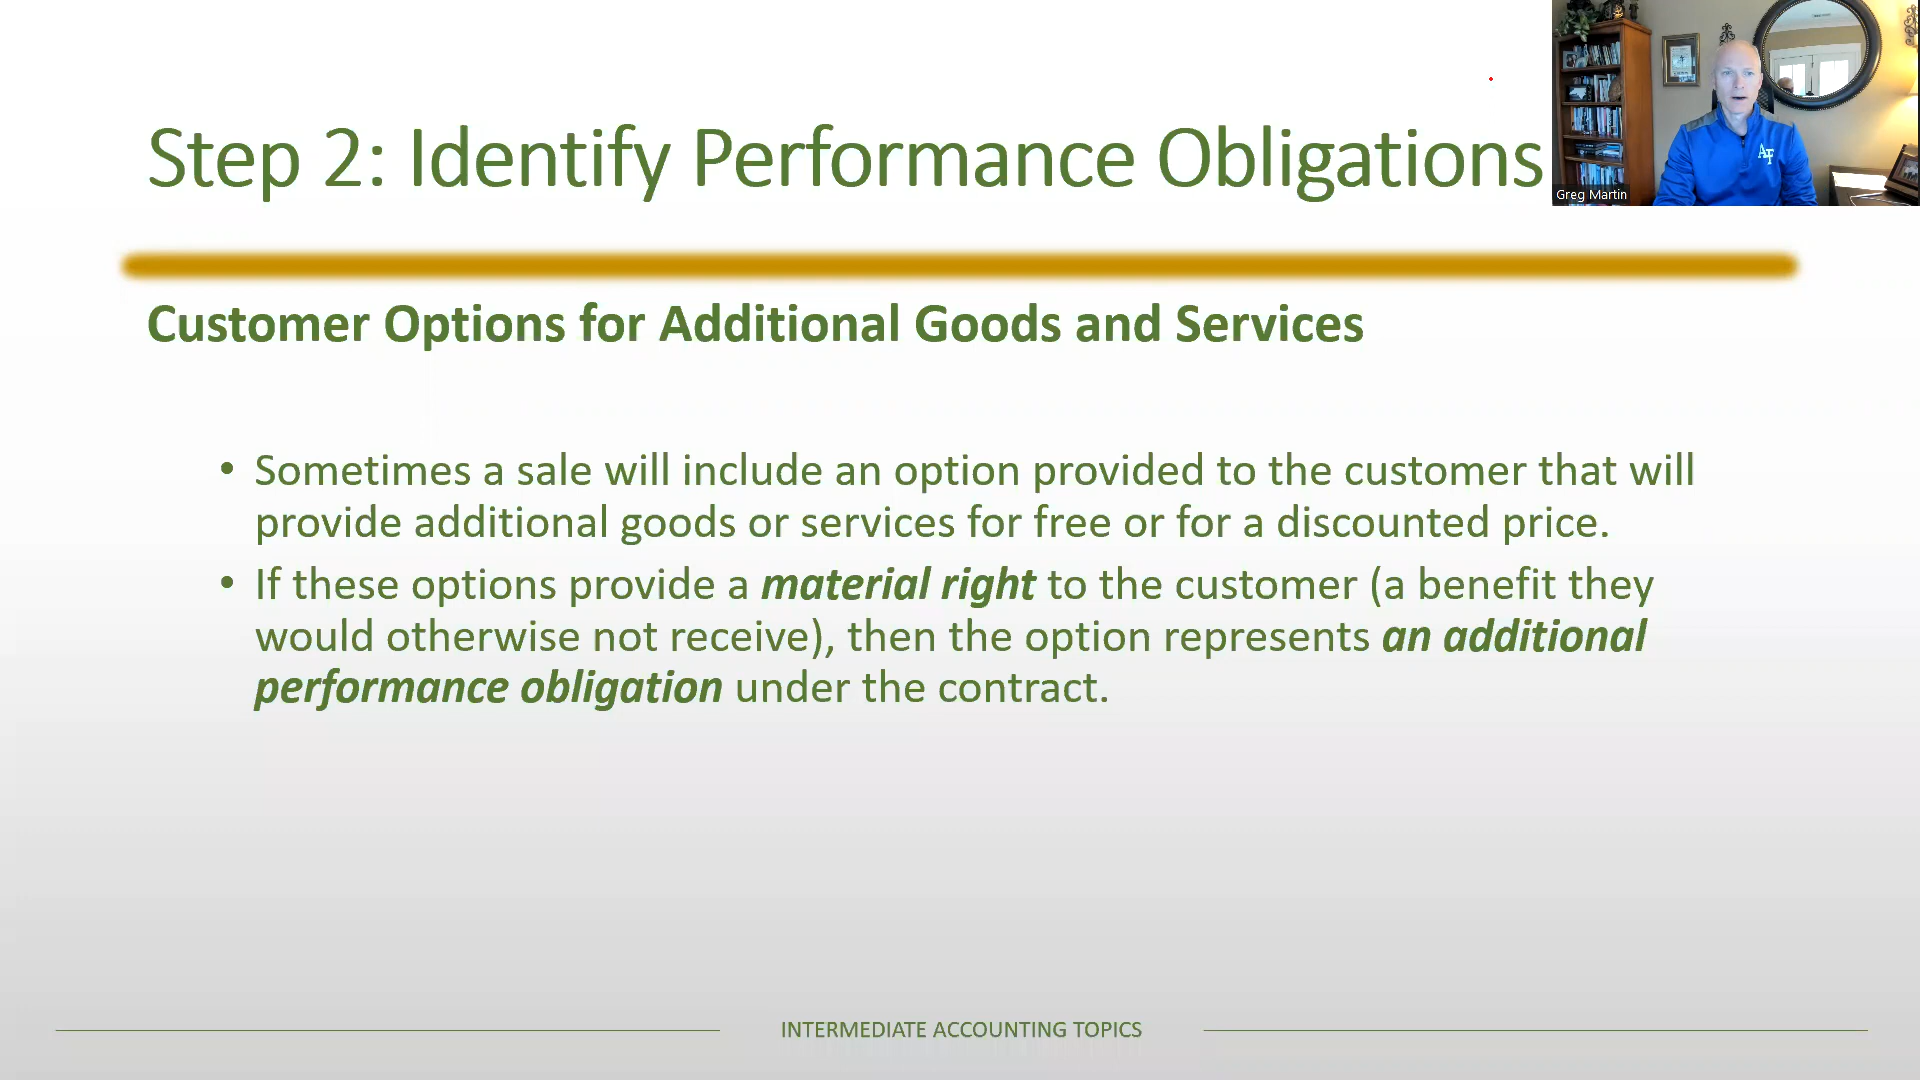 Step 2: Identify Performance Obligations
AF
Greg Martin
Customer Options for Additional Goods and Services
• Sometimes a sale will include an option provided to the customer that will
provide additional goods or services for free or for a discounted price.
• If these options provide a material right to the customer (a benefit they
would otherwise not receive), then the option represents an additional
performance obligation under the contract.
INTERMEDIATE ACCOUNTING TOPICS